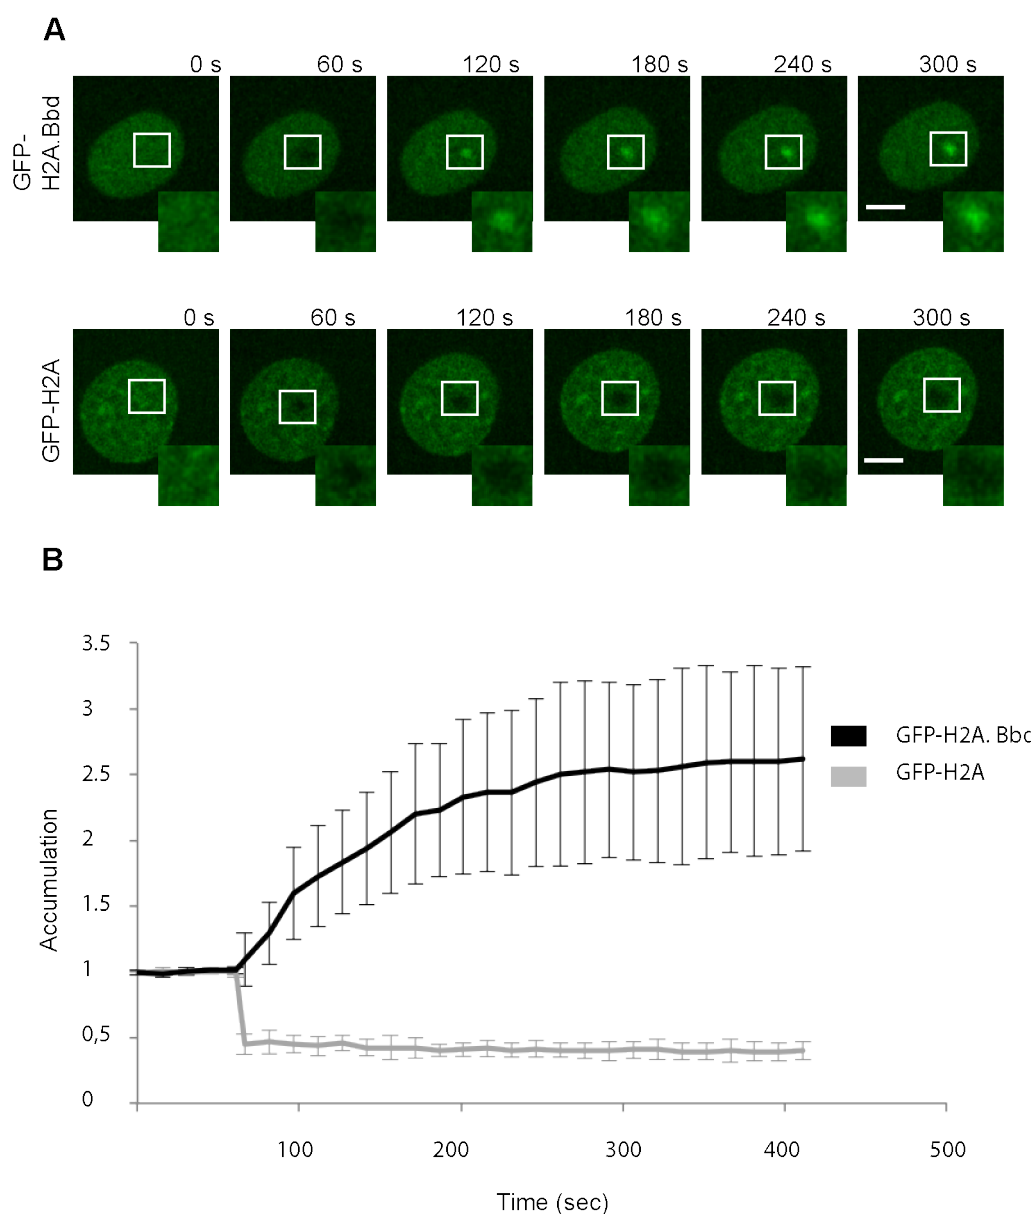 A
0 s 60 s 120 s 180 s 240 s 300 s
GFP-
H2A.Bbd
0 s 60 s 120 s 180 s 240 s 300 s
GFP-H2A
B
3.5
3
2.5
2
1.5
1
0,5
0
Accumulation
100 200 300 400 500
Time (sec)
GFP-H2A. Bbc
GFP-H2A